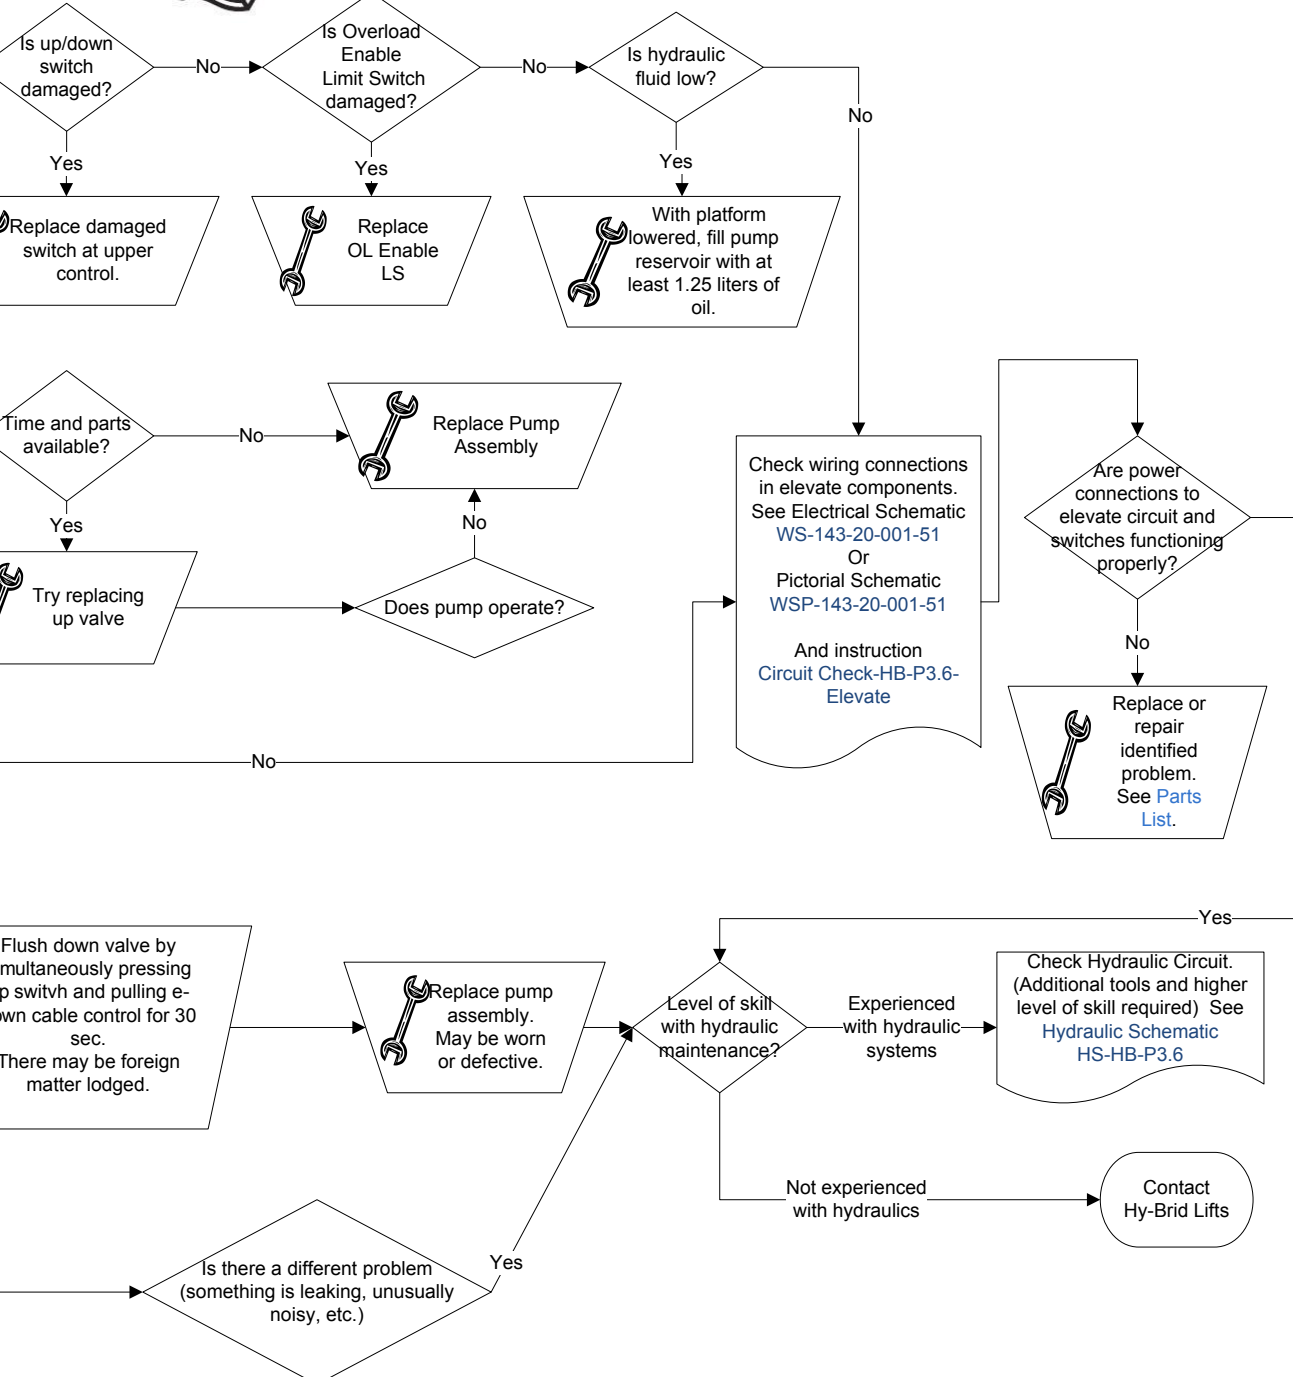 Is up/down
switch
damaged?
No
Is Overload
Enable
Limit Switch
damaged?
No
Is hydraulic
fluid low?
No
Yes
Yes
Yes
Replace damaged
switch at upper
control.
Replace
OL Enable
LS
With platform
lowered, fill pump
reservoir with at
least 1.25 liters of
oil.
Time and parts
available?
No
Replace Pump
Assembly
Yes
No
Try replacing
up valve
Does pump operate?
No
Check wiring connections
in elevate components.
See Electrical Schematic
WS-143-20-001-51
Or
Pictorial Schematic
WSP-143-20-001-51
And instruction
Circuit Check-HB-P3.6-
Elevate
Are power
connections to
elevate circuit and
switches functioning
properly?
No
Replace or
repair
identified
problem.
See Parts
List.
Yes
Flush down valve by
multaneously pressing
p switvh and pulling e-
wn cable control for 30
sec.
There may be foreign
matter lodged.
Replace pump
assembly.
May be worn
or defective.
Level of skill
with hydraulic
maintenance?
Experienced
with hydraulic
systems
Check Hydraulic Circuit.
(Additional tools and higher
level of skill required) See
Hydraulic Schematic
HS-HB-P3.6
Not experienced
with hydraulics
Contact
Hy-Brid Lifts
Is there a different problem
(something is leaking, unusually
noisy, etc.)
Yes